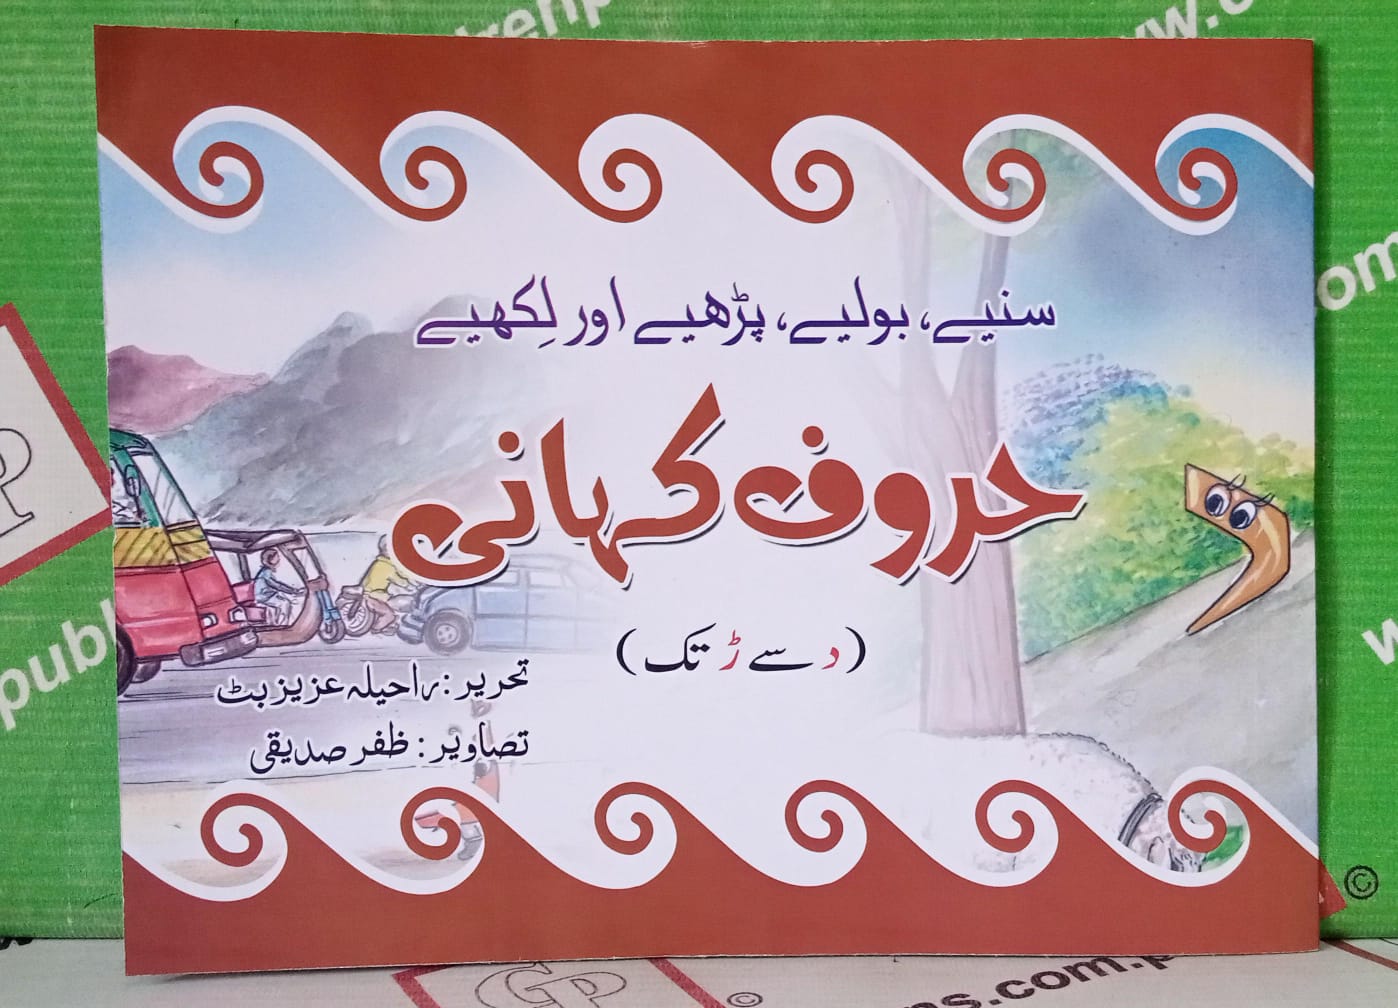 سنیے، بولیے، پڑھیے اور لِکھیے
حروف کہانی
(د سے ڑ تک)
تحریر: راحیلہ عزیز بٹ
تصاویر: ظفر صدیقی
©
©